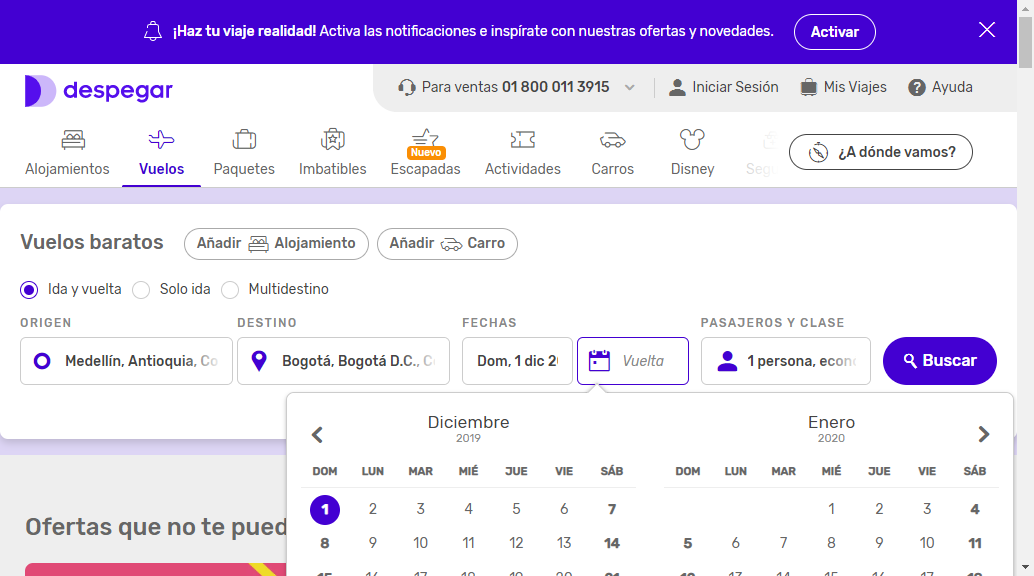 ¡Haz tu viaje realidad! Activa las notificaciones e inspírate con nuestras ofertas y novedades.
Activar
despegar
Para ventas 01 800 011 3915
Iniciar Sesión
Mis Viajes
? Ayuda
Alojamientos
Vuelos
Paquetes
Imbatibles
Nuevo
Escapadas
Actividades
Carros
Disney
¿A dónde vamos?
Vuelos baratos
Añadir Alojamiento
Añadir Carro
Ida y vuelta
Solo ida
Multidestino
ORIGEN
DESTINO
FECHAS
PASAJEROS Y CLASE
Medellín, Antioquia, Co
Bogotá, Bogotá D.C., C
Dom, 1 dic 2
Vuelta
1 persona, econ
Buscar
Diciembre
2019
Enero
2020
DOM LUN MAR MIÉ JUE VIE SÁB
DOM LUN MAR MIÉ JUE VIE SÁB
1 2 3 4 5 6 7
1 2 3 4
8 9 10 11 12 13 14
5 6 7 8 9 10 11
Ofertas que no te pued